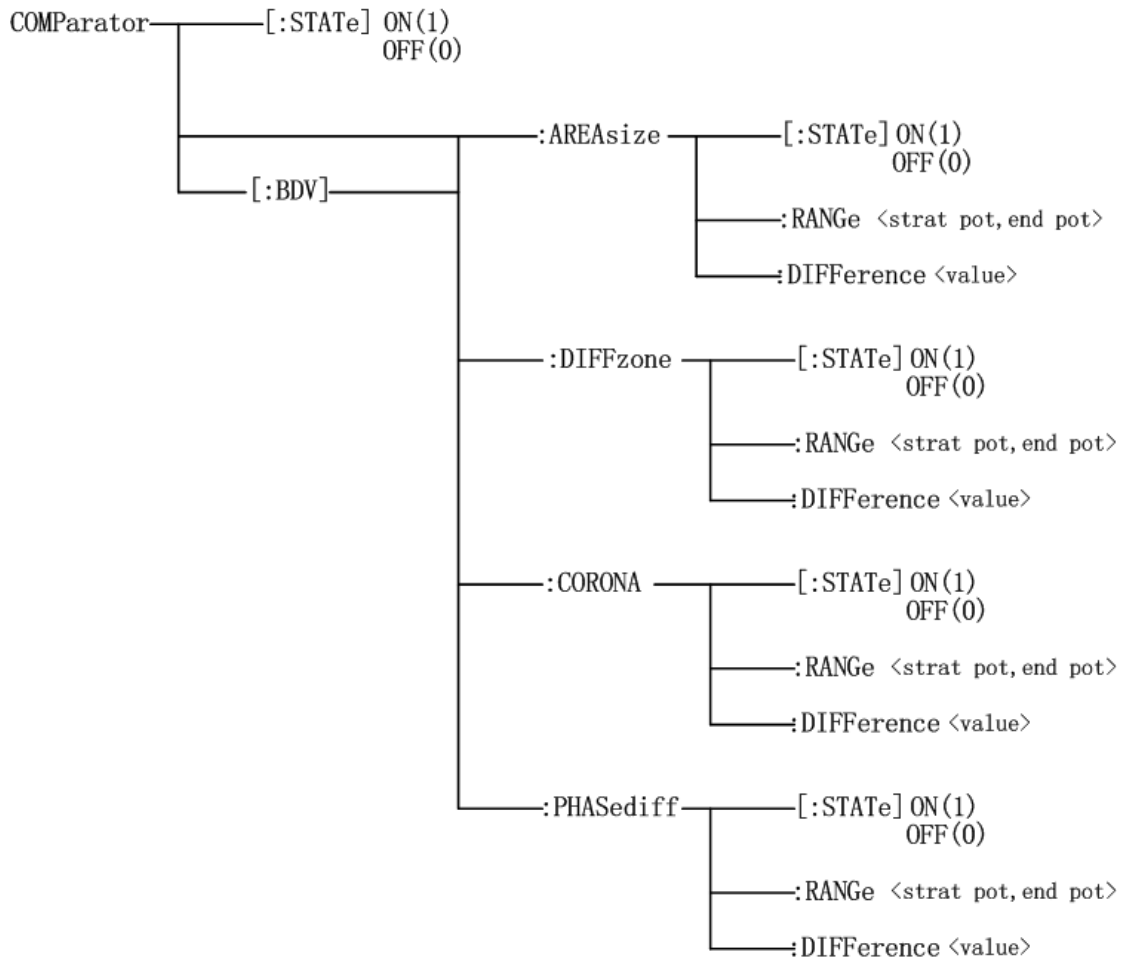 COMParator [:STATe] ON(1)
OFF(0)
:AREAsize [:STATe] ON(1)
OFF(0)
[:BDV]
:RANGe <strat pot,end pot>
:DIFFerence <value>
:DIFFzone [:STATe] ON(1)
OFF(0)
:RANGe <strat pot,end pot>
:DIFFerence <value>
:CORONA [:STATe] ON(1)
OFF(0)
:RANGe <strat pot,end pot>
:DIFFerence <value>
:PHASediff [:STATe] ON(1)
OFF(0)
:RANGe <strat pot,end pot>
:DIFFerence <value>